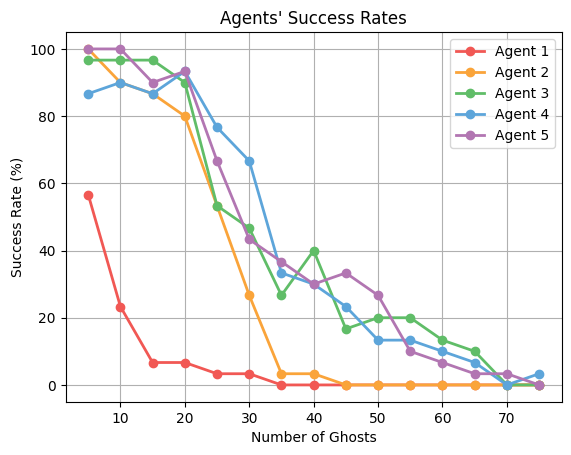 Agents' Success Rates
Success Rate (%)
100
80
60
40
20
0
Agent 1
Agent 2
Agent 3
Agent 4
Agent 5
10 20 30 40 50 60 70
Number of Ghosts